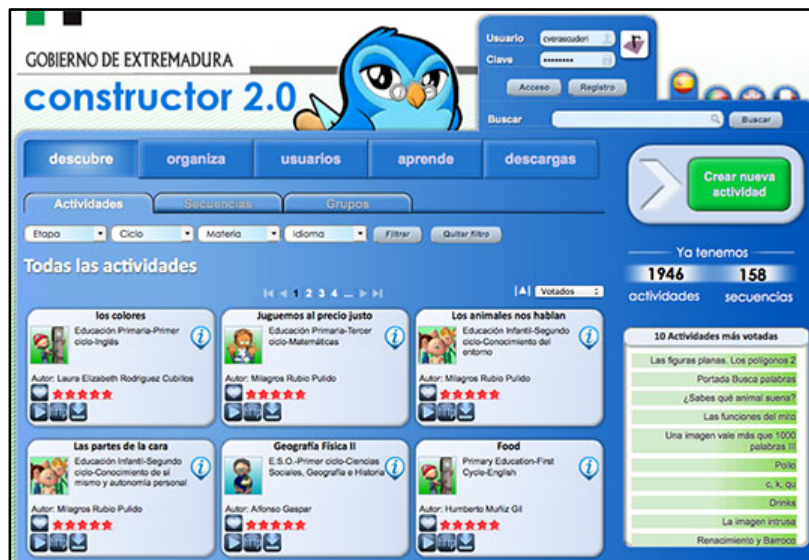 GOBIERNO DE EXTREMADURA
constructor 2.0
Usuario cverascuderi
Clave ••••••••
Acceso Registro
Buscar Buscar
descubre organiza usuarios aprende descargas
Crear nueva
actividad
Actividades Secuencias Grupos
Etapa Ciclo Materia Idioma Filtrar Quitar filtro
Todas las actividades
1 2 3 4 ...
Votados
Ya tenemos
1946 158
actividades secuencias
los colores
Educación Primaria-Primer
ciclo-Inglés
Autor: Laura Elizabeth Rodriguez Cubillos
Juguemos al precio justo
Educación Primaria-Tercer
ciclo-Matemáticas
Autor: Milagros Rubio Pulido
Los animales nos hablan
Educación Infantil-Segundo
ciclo-Conocimiento del
entorno
Autor: Milagros Rubio Pulido
Las partes de la cara
Educación Infantil-Segundo
ciclo-Conocimiento de sí
mismo y autonomía personal
Autor: Milagros Rubio Pulido
Geografía Física II
E.S.O.-Primer ciclo-Ciencias
Sociales, Geografía e Historia
Autor: Alfonso Gaspar
Food
Primary Education-First
Cycle-English
Autor: Humberto Muñiz Gil
10 Actividades más votadas
Las figuras planas. Los polígonos 2
Portada Busca palabras
¿Sabes qué animal suena?
Las funciones del mito
Una imagen vale más que 1000
palabras III
Pollo
c, k, qu
Drinks
La imagen intrusa
Renacimiento y Barroco